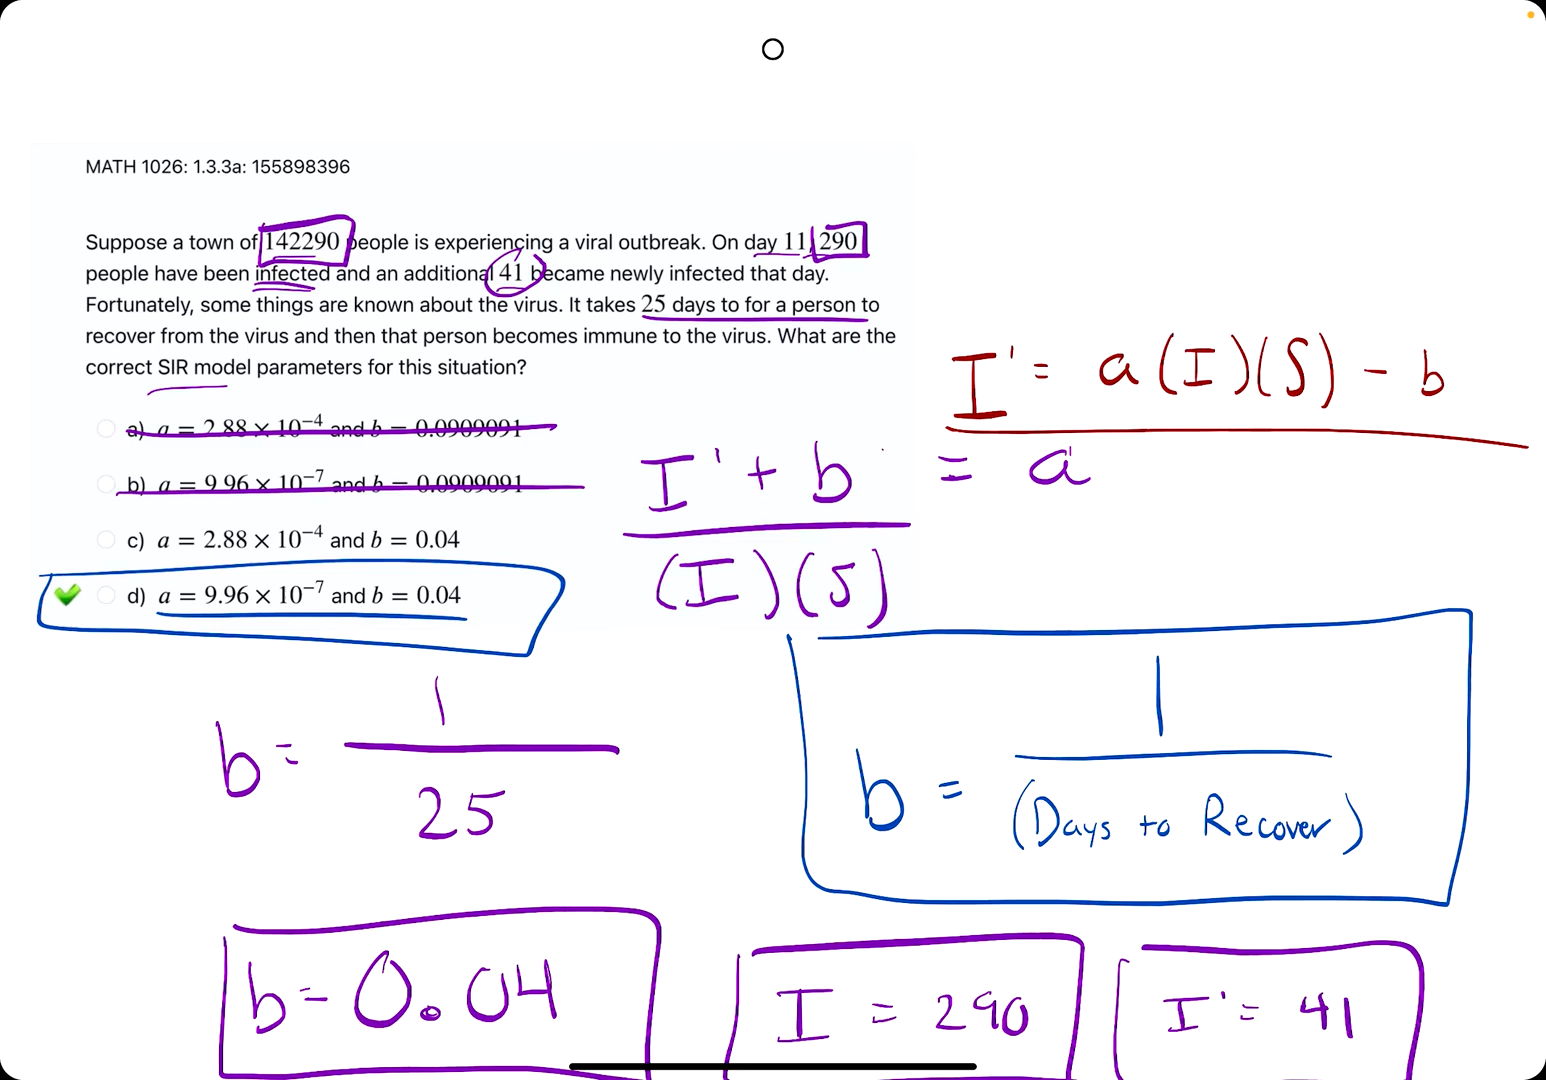 MATH 1026: 1.3.3a: 155898396
Suppose a town of 142290 people is experiencing a viral outbreak. On day 11, 290
people have been infected and an additional 41 became newly infected that day.
Fortunately, some things are known about the virus. It takes 25 days to for a person to
recover from the virus and then that person becomes immune to the virus. What are the
correct SIR model parameters for this situation?
a) a = 2.88 × 10⁻⁴ and b = 0.0909091
b) a = 9.96 × 10⁻⁷ and b = 0.0909091
c) a = 2.88 × 10⁻⁴ and b = 0.04
d) a = 9.96 × 10⁻⁷ and b = 0.04
I' = a(I)(S) - b
I' + b = a
(I)(S)
b = 1
25
b = 1
(Days to Recover)
b = 0.04
I = 290
I' = 41